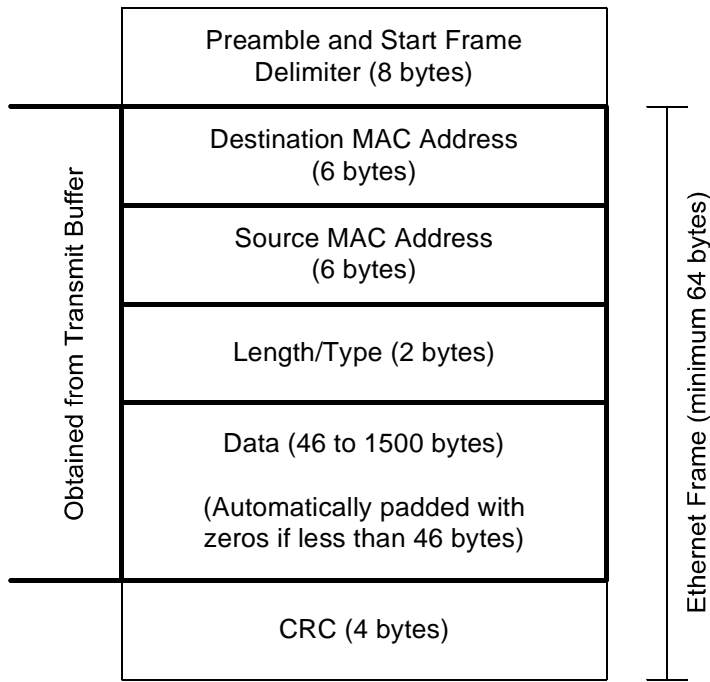 Preamble and Start Frame
Delimiter (8 bytes)
Destination MAC Address
(6 bytes)
Source MAC Address
(6 bytes)
Length/Type (2 bytes)
Data (46 to 1500 bytes)
(Automatically padded with
zeros if less than 46 bytes)
CRC (4 bytes)
Obtained from Transmit Buffer
Ethernet Frame (minimum 64 bytes)